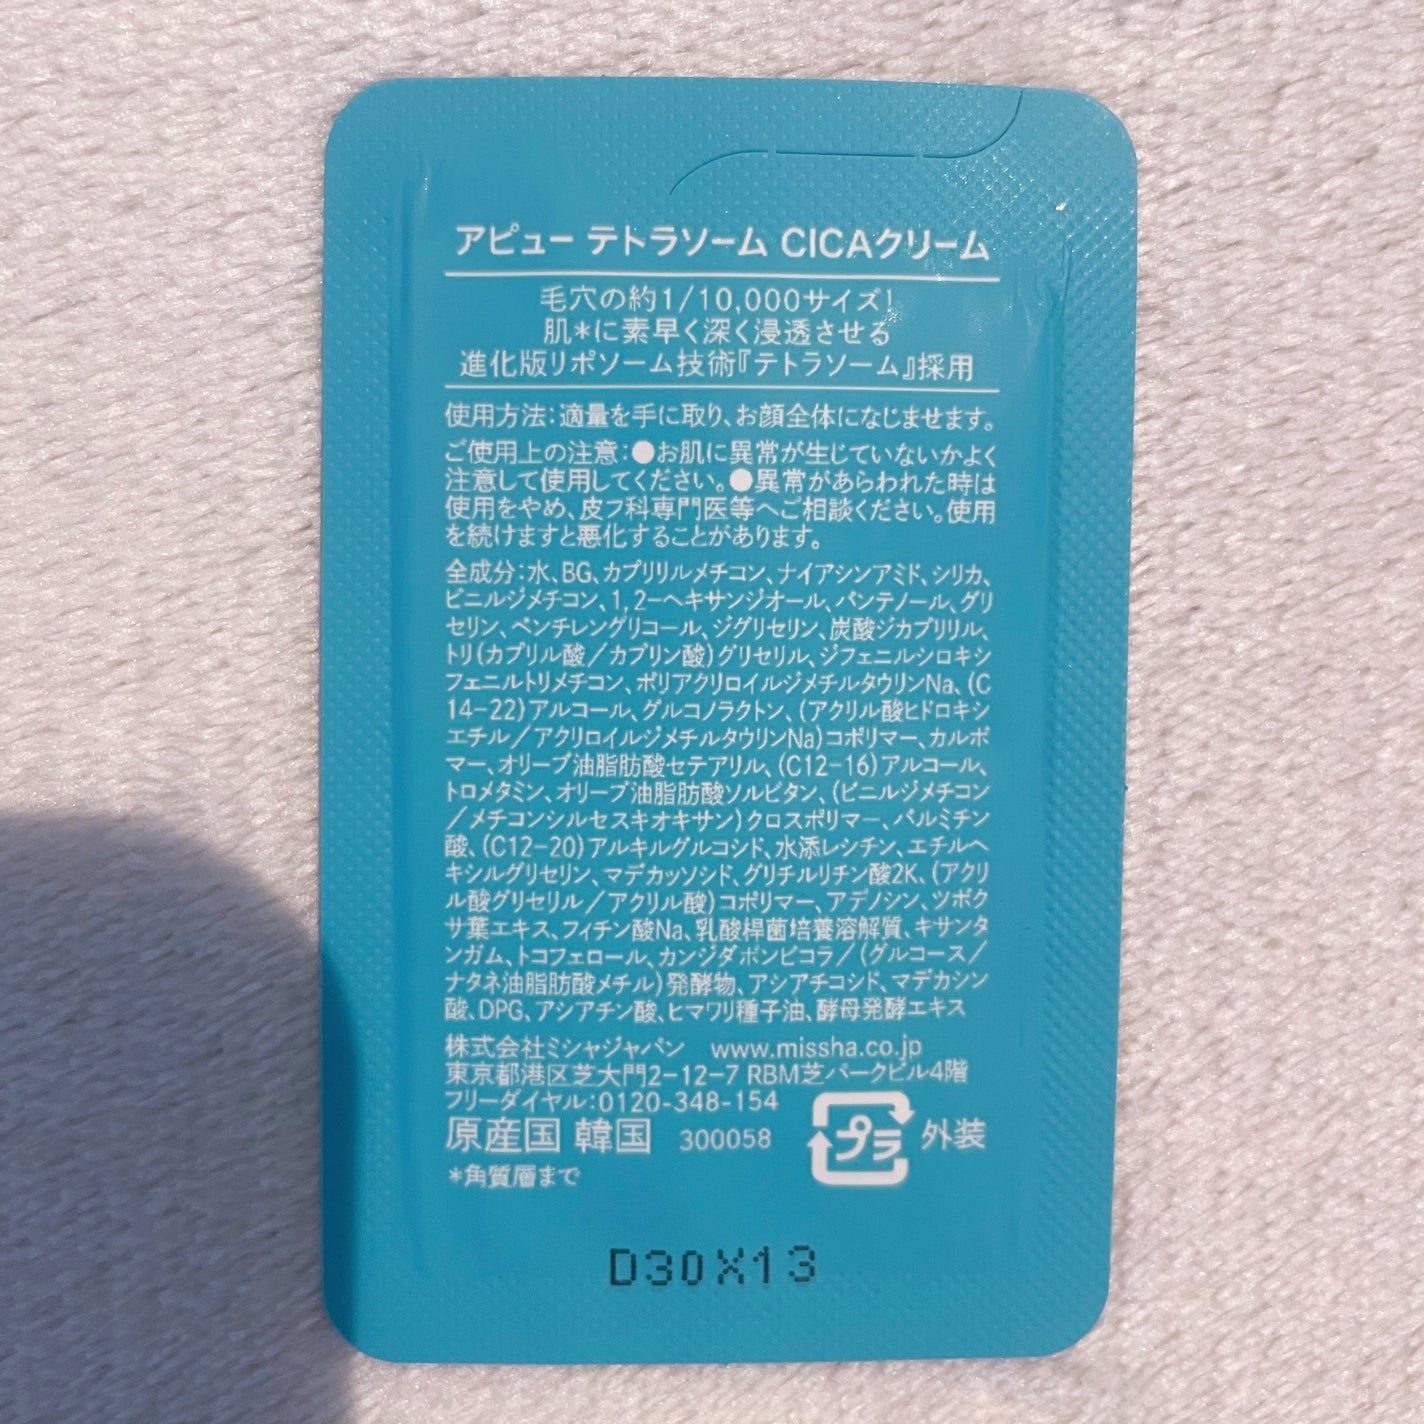 アピュー テトラソーム CICAクリーム
毛穴の約1/10,000サイズ!
肌*に素早く深く浸透させる
進化版リポソーム技術『テトラソーム』採用
使用方法:適量を手に取り、お顔全体になじませます。
ご使用上の注意:●お肌に異常が生じていないかよく
注意して使用してください。●異常があらわれた時は
使用をやめ、皮フ科専門医等へご相談ください。使用
を続けますと悪化することがあります。
全成分:水、BG、カプリリルメチコン、ナイアシンアミド、シリカ、
ビニルジメチコン、1,2-ヘキサンジオール、パンテノール、グリ
セリン、ペンチレングリコール、ジグリセリン、炭酸ジカプリリル、
トリ(カプリル酸/カプリン酸)グリセリル、ジフェニルシロキシ
フェニルトリメチコン、ポリアクリロイルジメチルタウリンNa、(C
14-22)アルコール、グルコノラクトン、(アクリル酸ヒドロキシ
エチル/アクリロイルジメチルタウリンNa)コポリマー、カルボ
マー、オリーブ油脂肪酸セテアリル、(C12-16)アルコール、
トロメタミン、オリーブ油脂肪酸ソルビタン、(ビニルジメチコン
/メチコンシルセスキオキサン)クロスポリマー、パルミチン
酸、(C12-20)アルキルグルコシド、水添レシチン、エチルヘ
キシルグリセリン、マデカッソシド、グリチルリチン酸2K、(アクリ
ル酸グリセリル/アクリル酸)コポリマー、アデノシン、ツボク
サ葉エキス、フィチン酸Na、乳酸桿菌培養溶解質、キサンタ
ンガム、トコフェロール、カンジダボンビコラ/(グルコース/
ナタネ油脂肪酸メチル)発酵物、アシアチコシド、マデカシン
酸、DPG、アシアチン酸、ヒマワリ種子油、酵母発酵エキス
株式会社ミシャジャパン www.missha.co.jp
東京都港区芝大門2-12-7 RBM芝パークビル4階
フリーダイヤル:0120-348-154
原産国 韓国 300058 プラ 外装
*角質層まで
D30X13